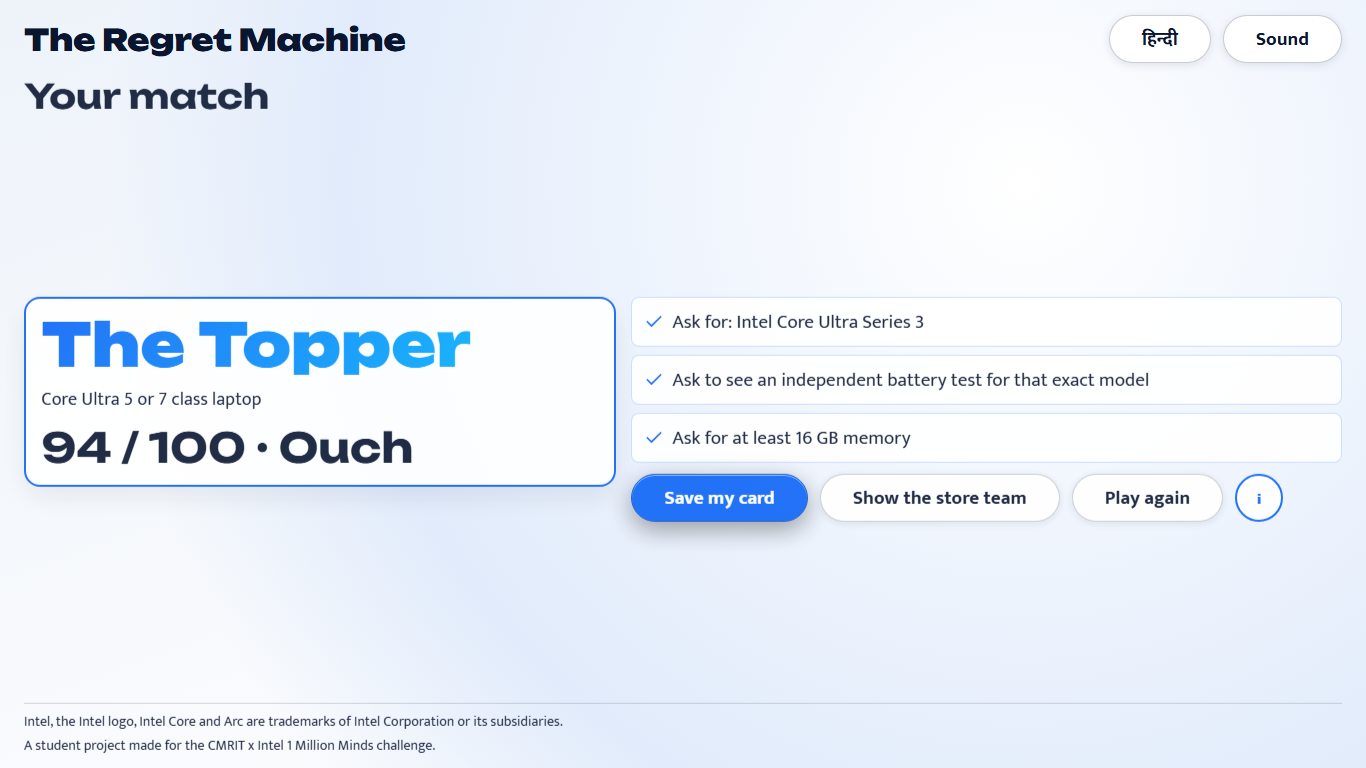 The Regret Machine
हिन्दी
Sound
Your match
The Topper
Core Ultra 5 or 7 class laptop
94 / 100 · Ouch
Ask for: Intel Core Ultra Series 3
Ask to see an independent battery test for that exact model
Ask for at least 16 GB memory
Save my card
Show the store team
Play again
i
Intel, the Intel logo, Intel Core and Arc are trademarks of Intel Corporation or its subsidiaries.
A student project made for the CMRIT x Intel 1 Million Minds challenge.